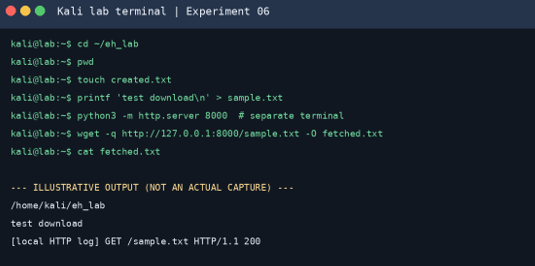 Kali lab terminal | Experiment 06
kali@lab:~$ cd ~/eh_lab
kali@lab:~$ pwd
kali@lab:~$ touch created.txt
kali@lab:~$ printf 'test download\n' > sample.txt
kali@lab:~$ python3 -m http.server 8000  # separate terminal
kali@lab:~$ wget -q http://127.0.0.1:8000/sample.txt -O fetched.txt
kali@lab:~$ cat fetched.txt
--- ILLUSTRATIVE OUTPUT (NOT AN ACTUAL CAPTURE) ---
/home/kali/eh_lab
test download
[local HTTP log] GET /sample.txt HTTP/1.1 200